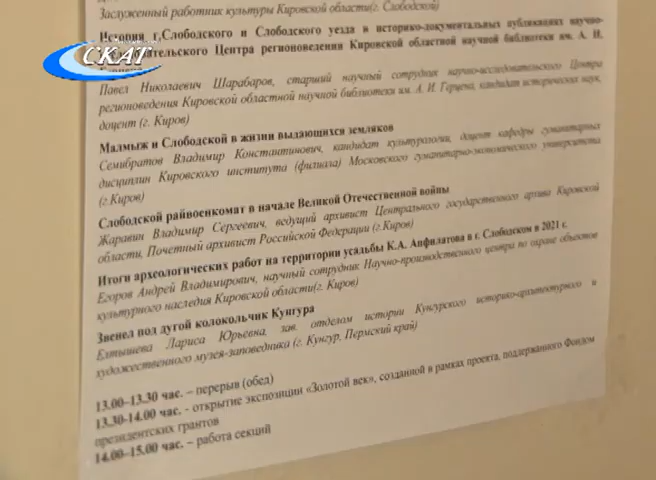 Заслуженный работник культуры Кировской области(г. Слободской)
История г.Слободского и Слободского уезда в историко-документальных публикациях научно-
СКАТ
исследовательского Центра регионоведения Кировской областной научной библиотеки им. А. И.
Павел Николаевич Шарабаров, старший научный сотрудник научно-исследовательского Центра
регионоведения Кировской областной научной библиотеки им. А. И. Герцена, кандидат исторических наук,
доцент (г. Киров)
Малмыж и Слободской в жизни выдающихся земляков
Семибратов Владимир Константинович, кандидат культурологии, доцент кафедры гуманитарных
дисциплин Кировского института (филиала) Московского гуманитарно-экономического университета
(г.Киров)
Слободской райвоенкомат в начале Великой Отечественной войны
Жаравин Владимир Сергеевич, ведущий архивист Центрального государственного архива Кировской
области, Почетный архивист Российской Федерации (г.Киров)
Итоги археологических работ на территории усадьбы К.А. Анфилатова в г. Слободском в 2021 г.
Егоров Андрей Владимирович, научный сотрудник Научно-производственного центра по охране объектов
культурного наследия Кировской области(г. Киров)
Звенел под дугой колокольчик Кунгура
Елтышева Лариса Юрьевна, зав. отделом истории Кунгурского историко-архитектурного и
художественного музея-заповедника (г. Кунгур, Пермский край)
13.00–13.30 час. – перерыв (обед)
13.30-14.00 час. - открытие экспозиции «Золотой век», созданной в рамках проекта, поддержанного Фондом
президентских грантов
14.00–15.00 час. – работа секций